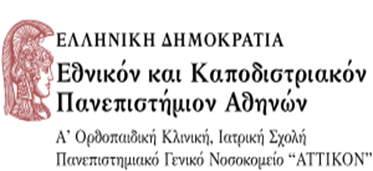 ΕΛΛΗΝΙΚΗ ΔΗΜΟΚΡΑΤΙΑ
Εθνικόν και Καποδιστριακόν
Πανεπιστήμιον Αθηνών
Α' Ορθοπαιδική Κλινική, Ιατρική Σχολή
Πανεπιστημιακό Γενικό Νοσοκομείο “ΑΤΤΙΚΟΝ”